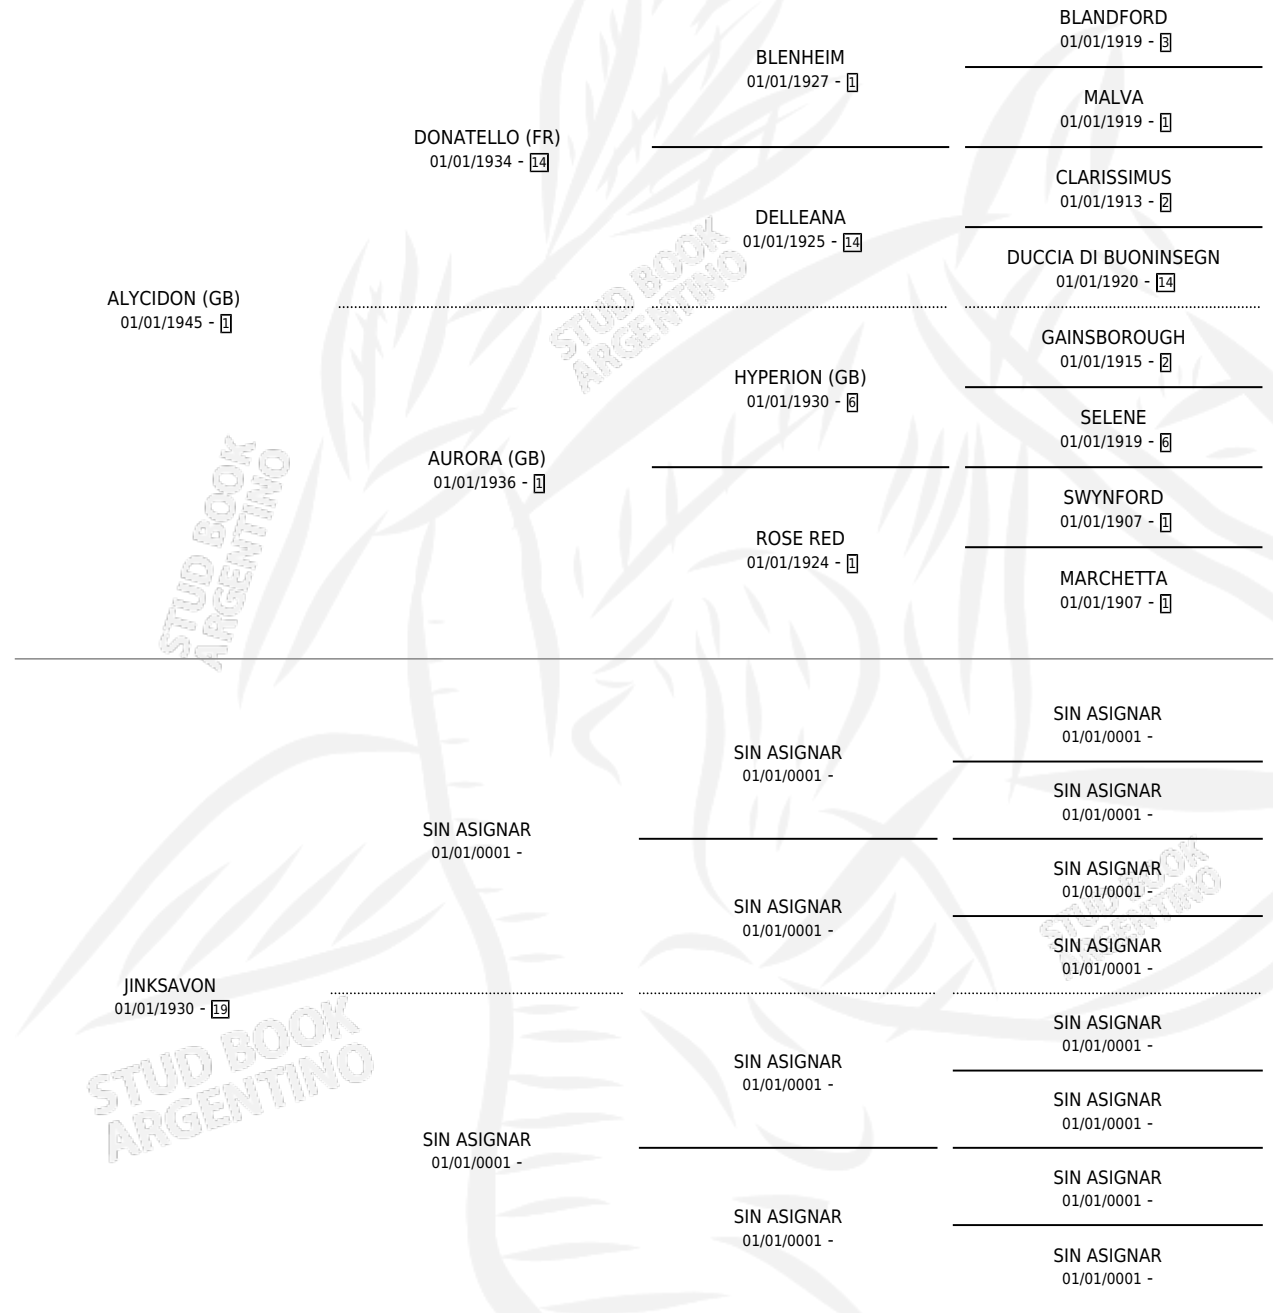 BLANDFORD
01/01/1919 - 3
BLENHEIM
01/01/1927 - 1
MALVA
01/01/1919 - 1
DONATELLO (FR)
01/01/1934 - 14
CLARISSIMUS
01/01/1913 - 2
DELLEANA
01/01/1925 - 14
DUCCIA DI BUONINSEGN
01/01/1920 - 14
ALYCIDON (GB)
01/01/1945 - 1
GAINSBOROUGH
01/01/1915 - 2
HYPERION (GB)
01/01/1930 - 6
SELENE
01/01/1919 - 6
AURORA (GB)
01/01/1936 - 1
SWYNFORD
01/01/1907 - 1
ROSE RED
01/01/1924 - 1
MARCHETTA
01/01/1907 - 1
STUD BOOK
ARGENTINO
STUD BOOK
ARGENTINO
SIN ASIGNAR
01/01/0001 -
SIN ASIGNAR
01/01/0001 -
SIN ASIGNAR
01/01/0001 -
SIN ASIGNAR
01/01/0001 -
SIN ASIGNAR
01/01/0001 -
SIN ASIGNAR
01/01/0001 -
SIN ASIGNAR
01/01/0001 -
JINKSAVON
01/01/1930 - 19
SIN ASIGNAR
01/01/0001 -
SIN ASIGNAR
01/01/0001 -
SIN ASIGNAR
01/01/0001 -
SIN ASIGNAR
01/01/0001 -
SIN ASIGNAR
01/01/0001 -
SIN ASIGNAR
01/01/0001 -
SIN ASIGNAR
01/01/0001 -
STUD BOOK
ARGENTINO
STUD BOOK
ARGENTINO